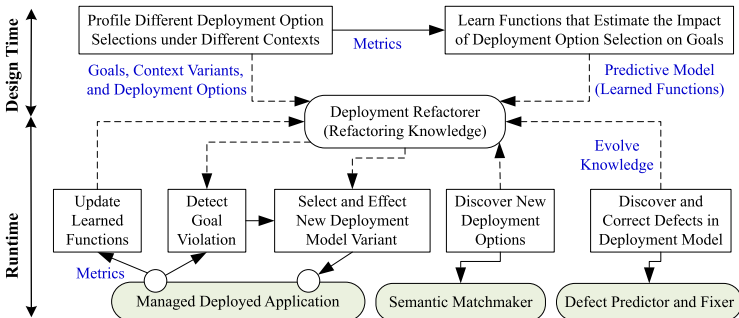 Design Time
Profile Different Deployment Option
Selections under Different Contexts
Metrics
Learn Functions that Estimate the Impact
of Deployment Option Selection on Goals
Goals, Context Variants,
and Deployment Options
Predictive Model
(Learned Functions)
Deployment Refactorer
(Refactoring Knowledge)
Evolve
Knowledge
Runtime
Update
Learned
Functions
Detect
Goal
Violation
Select and Effect
New Deployment
Model Variant
Discover New
Deployment
Options
Discover and
Correct Defects in
Deployment Model
Metrics
Managed Deployed Application
Semantic Matchmaker
Defect Predictor and Fixer